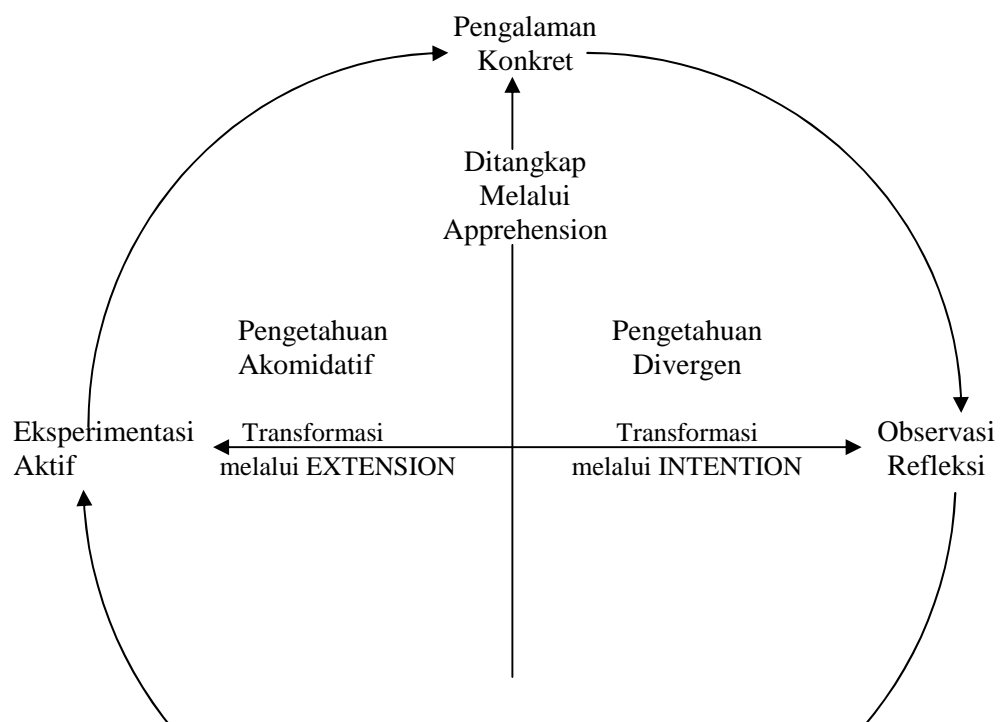 Pengalaman
Konkret
Ditangkap
Melalui
Apprehension
Pengetahuan
Akomidatif
Pengetahuan
Divergen
Eksperimentasi
Aktif
Transformasi
melalui EXTENSION
Transformasi
melalui INTENTION
Observasi
Refleksi